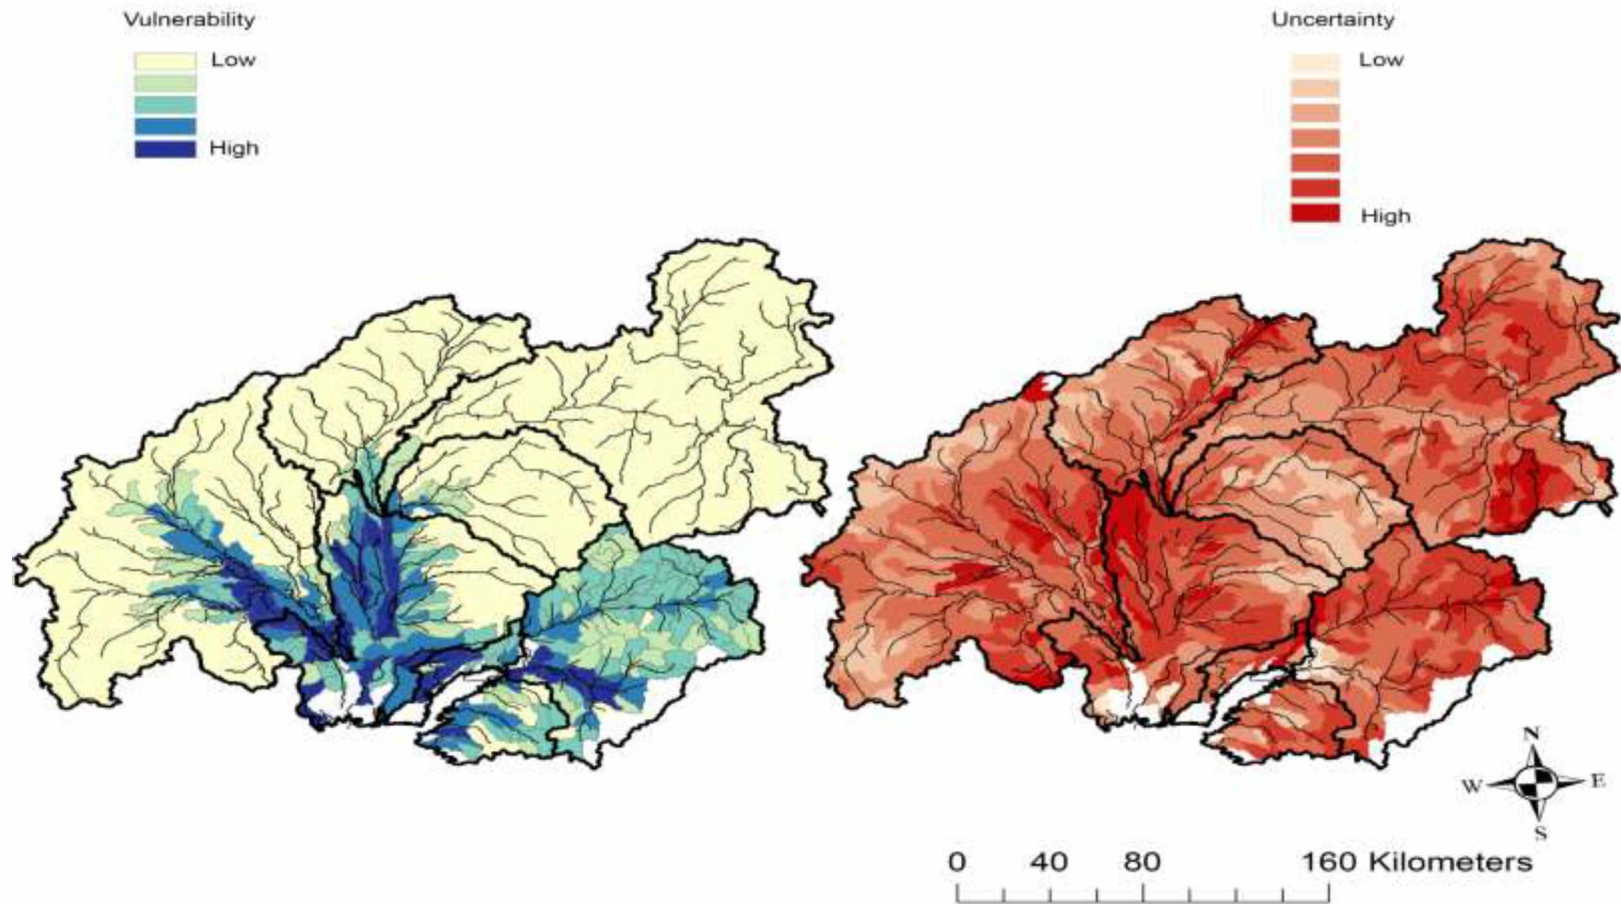 Vulnerability
Low
High
Uncertainty
Low
High
N
W
E
S
0 40 80 160 Kilometers